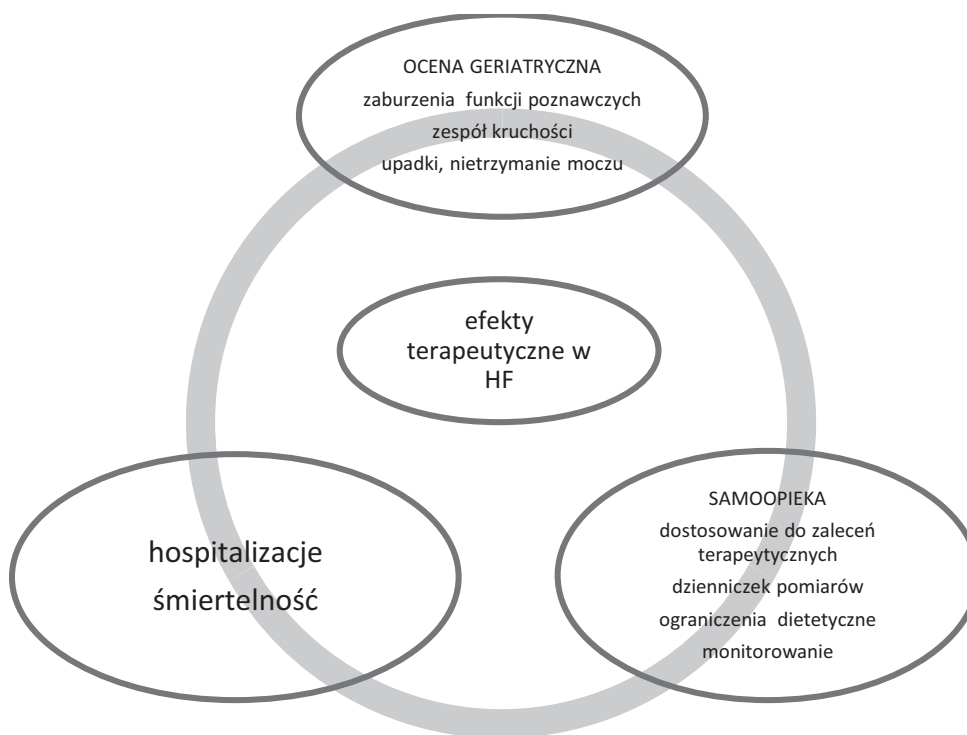 OCENA GERIATRYCZNA
zaburzenia funkcji poznawczych
zespół kruchości
upadki, nietrzymanie moczu
efekty
terapeutyczne w
HF
hospitalizacje
śmiertelność
SAMOOPIEKA
dostosowanie do zaleceń
terapeytycznych
dzienniczek pomiarów
ograniczenia dietetyczne
monitorowanie